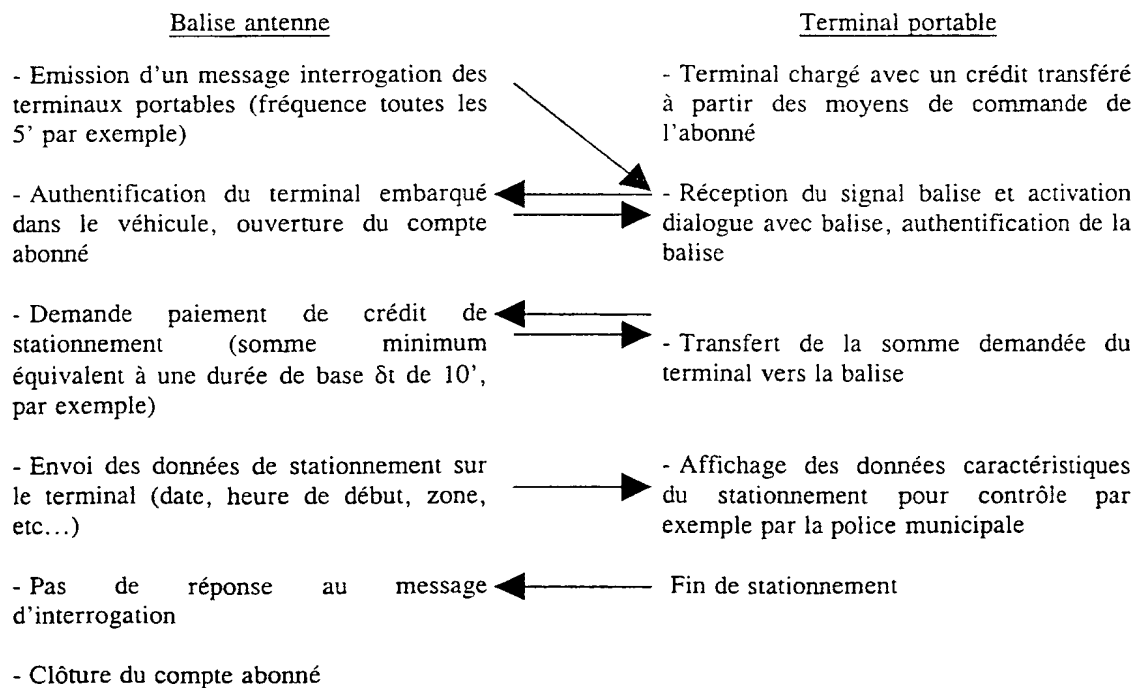 Balise antenne
Terminal portable
- Emission d'un message interrogation des
terminaux portables (fréquence toutes les
5' par exemple)
- Terminal chargé avec un crédit transféré
à partir des moyens de commande de
l'abonné
- Authentification du terminal embarqué
dans le véhicule, ouverture du compte
abonné
- Réception du signal balise et activation
dialogue avec balise, authentification de la
balise
- Demande paiement de crédit de
stationnement (somme minimum
équivalent à une durée de base δt de 10',
par exemple)
- Transfert de la somme demandée du
terminal vers la balise
- Envoi des données de stationnement sur
le terminal (date, heure de début, zone,
etc...)
- Affichage des données caractéristiques
du stationnement pour contrôle par
exemple par la police municipale
- Pas de réponse au message
d'interrogation
Fin de stationnement
- Clôture du compte abonné